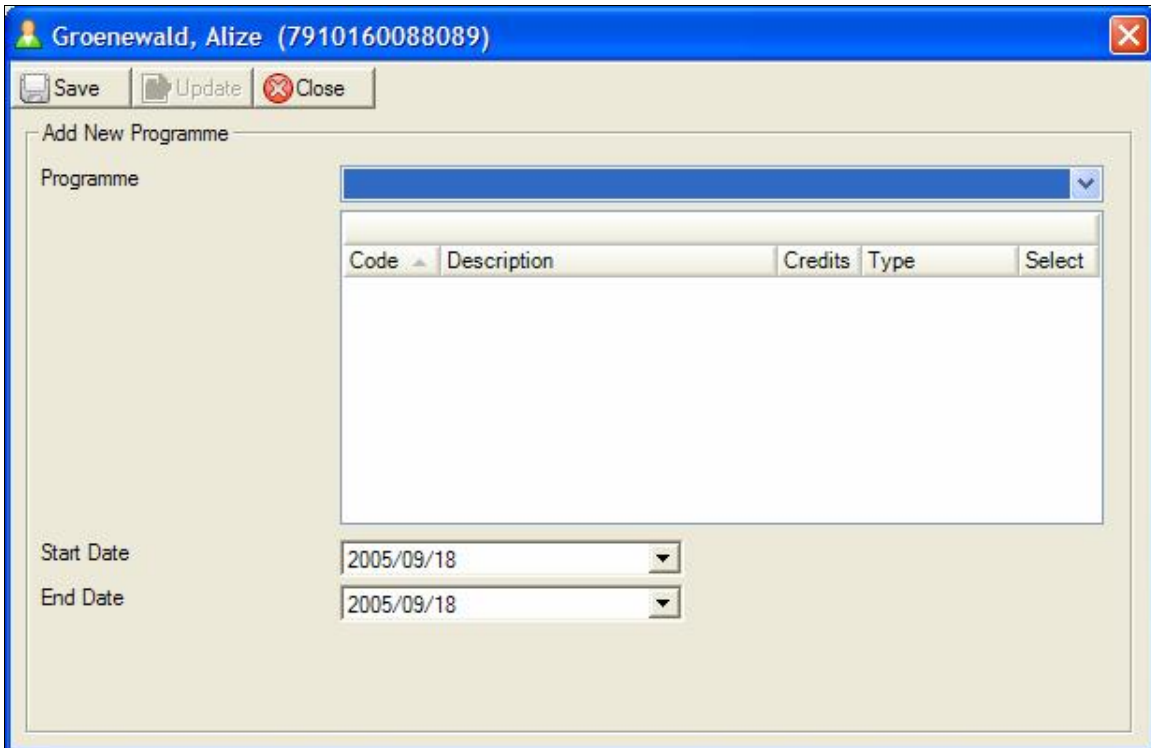 Groenewald, Alize (7910160088089)
Save Update Close
Add New Programme
Programme
Code Description Credits Type Select
Start Date 2005/09/18
End Date 2005/09/18